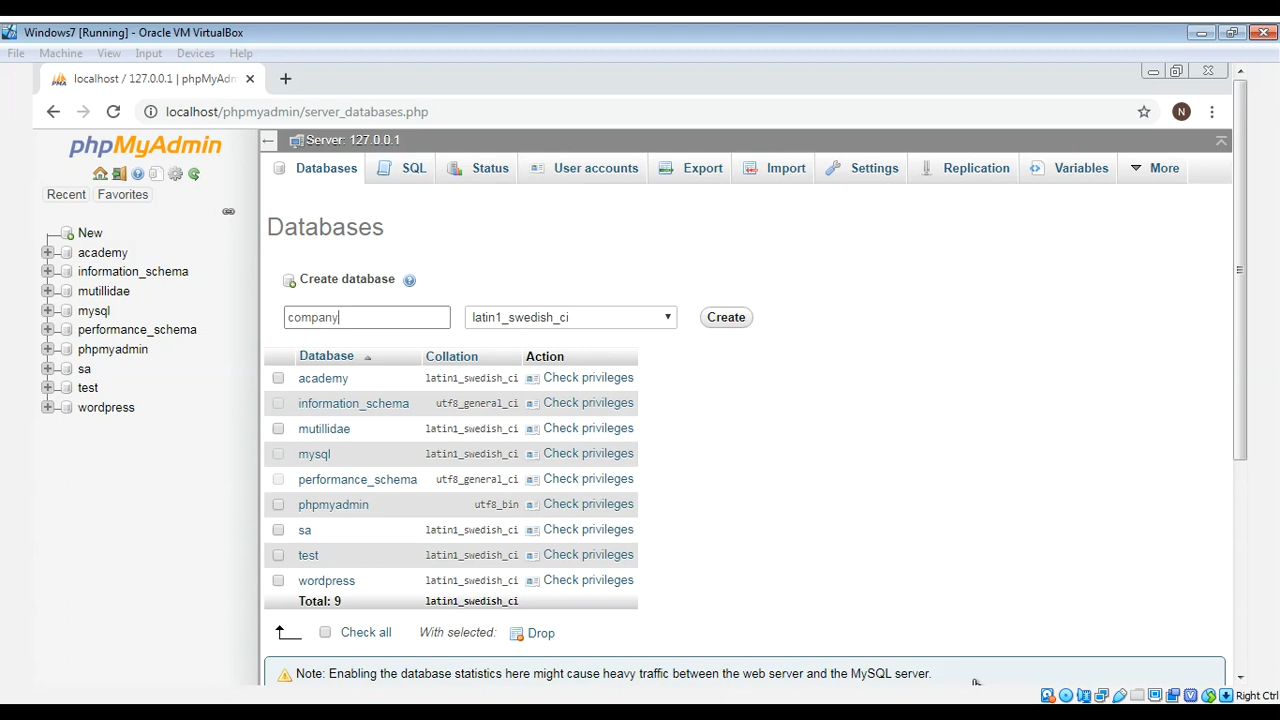 Windows7 [Running] - Oracle VM VirtualBox
File Machine View Input Devices Help
localhost / 127.0.0.1 | phpMyAdm
localhost/phpmyadmin/server_databases.php
N
phpMyAdmin
Server: 127.0.0.1
Databases SQL Status User accounts Export Import Settings Replication Variables More
Recent Favorites
New
academy
information_schema
mutillidae
mysql
performance_schema
phpmyadmin
sa
test
wordpress
Databases
Create database
company latin1_swedish_ci Create
Database Collation Action
academy latin1_swedish_ci Check privileges
information_schema utf8_general_ci Check privileges
mutillidae latin1_swedish_ci Check privileges
mysql latin1_swedish_ci Check privileges
performance_schema utf8_general_ci Check privileges
phpmyadmin utf8_bin Check privileges
sa latin1_swedish_ci Check privileges
test latin1_swedish_ci Check privileges
wordpress latin1_swedish_ci Check privileges
Total: 9 latin1_swedish_ci
Check all With selected: Drop
Note: Enabling the database statistics here might cause heavy traffic between the web server and the MySQL server.
Right Ctrl